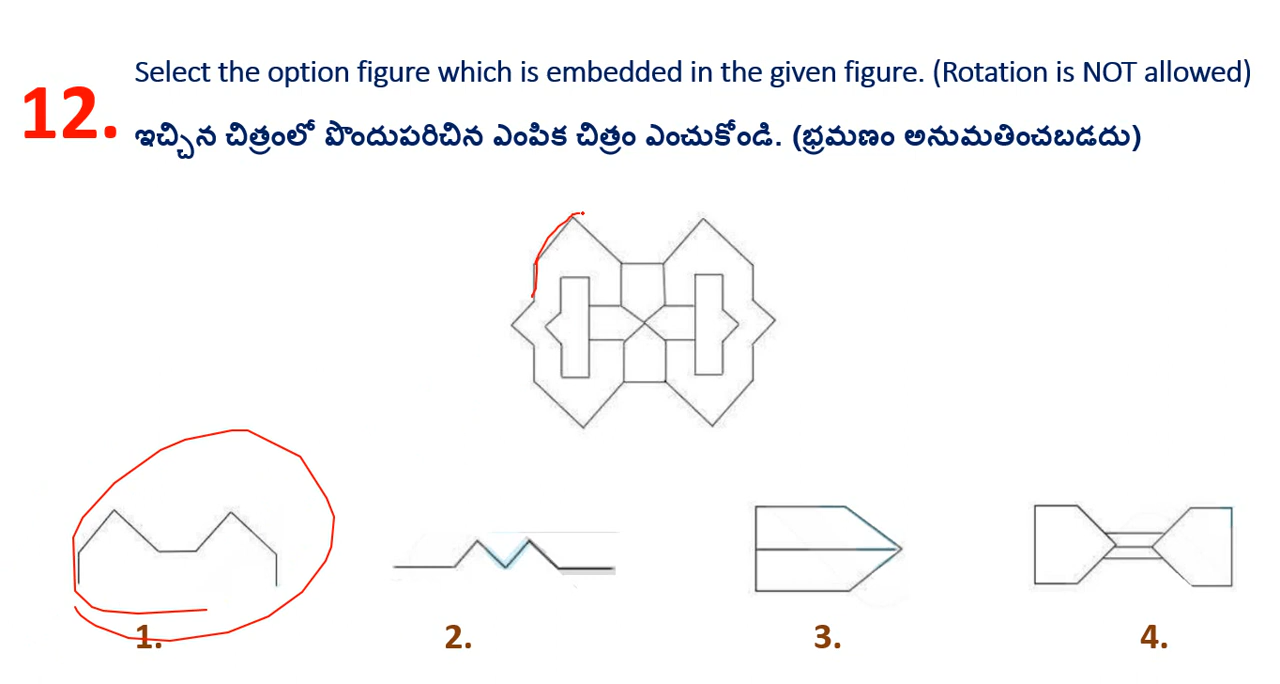 12.
Select the option figure which is embedded in the given figure. (Rotation is NOT allowed)
ఇచ్చిన చిత్రంలో పొందుపరిచిన ఎంపిక చిత్రం ఎంచుకోండి. (భ్రమణం అనుమతించబడదు)
1. 2. 3. 4.